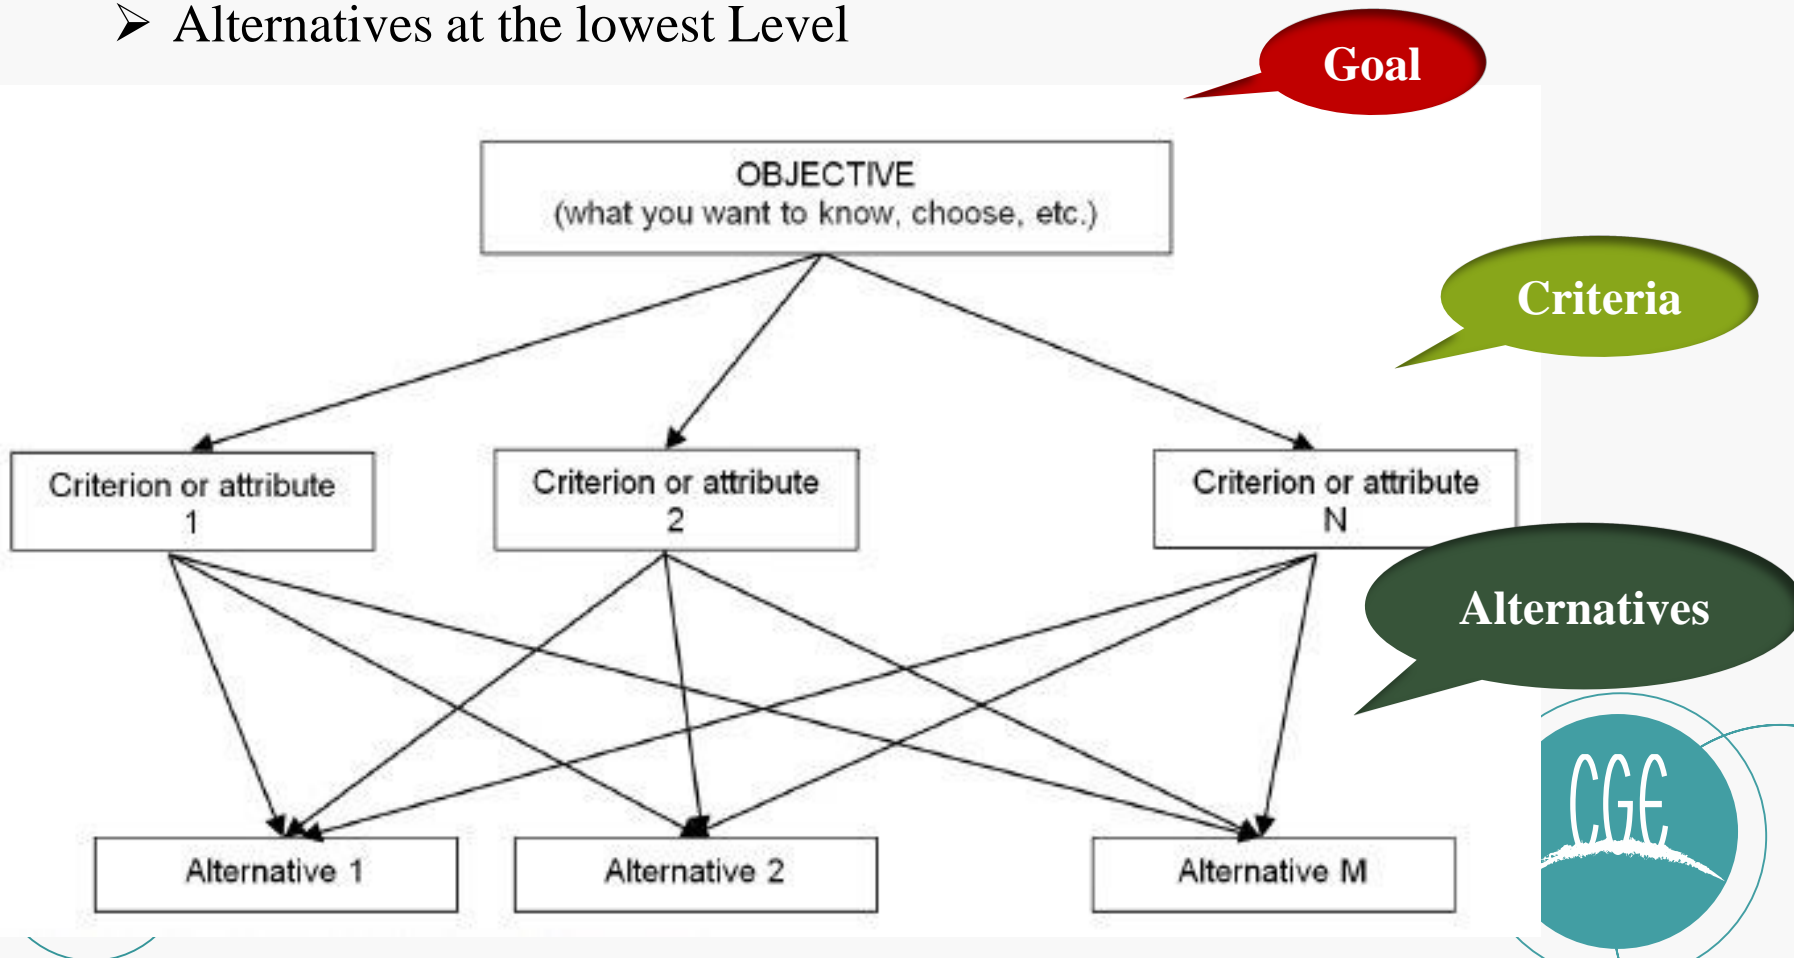 ➢ Alternatives at the lowest Level
Goal
OBJECTIVE
(what you want to know, choose, etc.)
Criteria
Criterion or attribute
1
Criterion or attribute
2
Criterion or attribute
N
Alternatives
Alternative 1
Alternative 2
Alternative M
CGE